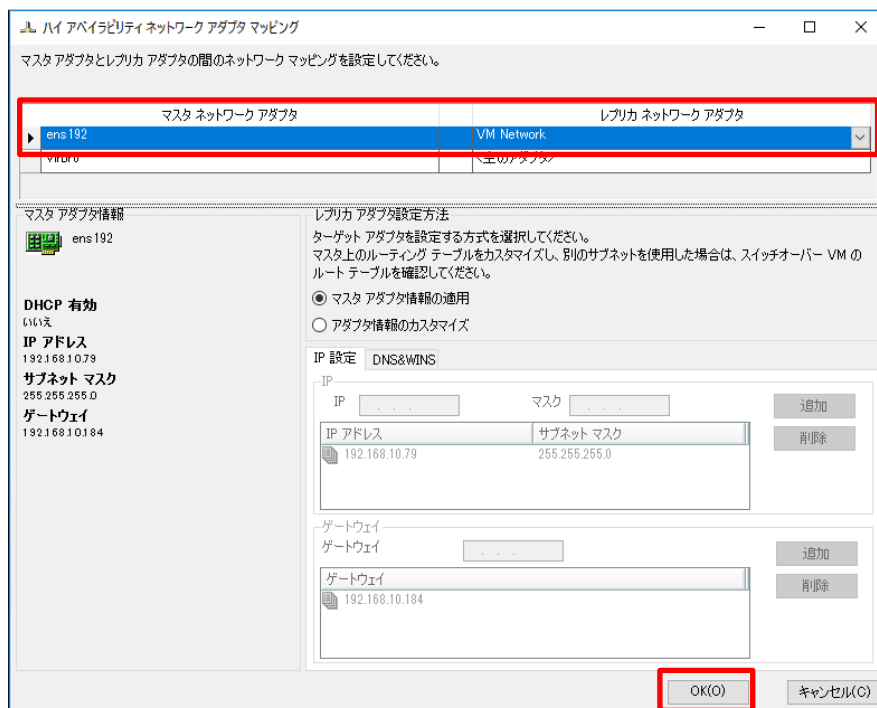 ハイ アベイラビリティ ネットワーク アダプタ マッピング
マスタ アダプタとレプリカ アダプタの間のネットワーク マッピングを設定してください。
マスタ ネットワーク アダプタ
レプリカ ネットワーク アダプタ
ens192
VM Network
virbr0
マスタ アダプタ情報
ens192
DHCP 有効
いいえ
IP アドレス
192.168.10.79
サブネット マスク
255.255.255.0
ゲートウェイ
192.168.10.184
レプリカ アダプタ設定方法
ターゲット アダプタを設定する方式を選択してください。
マスタ上のルーティング テーブルをカスタマイズし、別のサブネットを使用した場合は、スイッチオーバー VM の
ルート テーブルを確認してください。
マスタ アダプタ情報の適用
アダプタ情報のカスタマイズ
IP 設定
DNS&WINS
IP
IP
マスク
追加
IP アドレス
サブネット マスク
削除
192.168.10.79
255.255.255.0
ゲートウェイ
ゲートウェイ
追加
ゲートウェイ
削除
192.168.10.184
OK(O)
キャンセル(C)